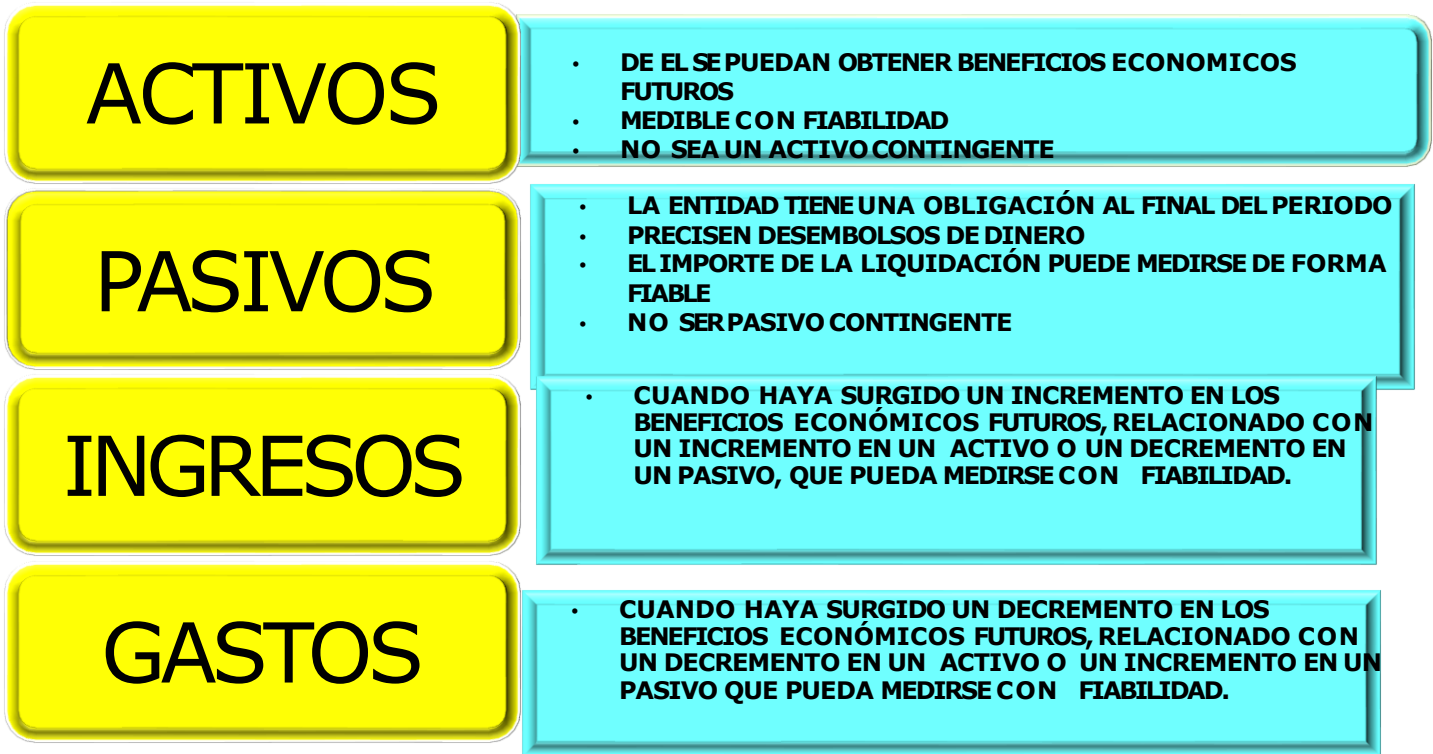 ACTIVOS
• DE EL SE PUEDAN OBTENER BENEFICIOS ECONOMICOS
FUTUROS
• MEDIBLE CON FIABILIDAD
• NO SEA UN ACTIVO CONTINGENTE
PASIVOS
• LA ENTIDAD TIENE UNA OBLIGACIÓN AL FINAL DEL PERIODO
• PRECISEN DESEMBOLSOS DE DINERO
• EL IMPORTE DE LA LIQUIDACIÓN PUEDE MEDIRSE DE FORMA
FIABLE
• NO SER PASIVO CONTINGENTE
INGRESOS
• CUANDO HAYA SURGIDO UN INCREMENTO EN LOS
BENEFICIOS ECONÓMICOS FUTUROS, RELACIONADO CON
UN INCREMENTO EN UN ACTIVO O UN DECREMENTO EN
UN PASIVO, QUE PUEDA MEDIRSE CON FIABILIDAD.
GASTOS
• CUANDO HAYA SURGIDO UN DECREMENTO EN LOS
BENEFICIOS ECONÓMICOS FUTUROS, RELACIONADO CON
UN DECREMENTO EN UN ACTIVO O UN INCREMENTO EN UN
PASIVO QUE PUEDA MEDIRSE CON FIABILIDAD.